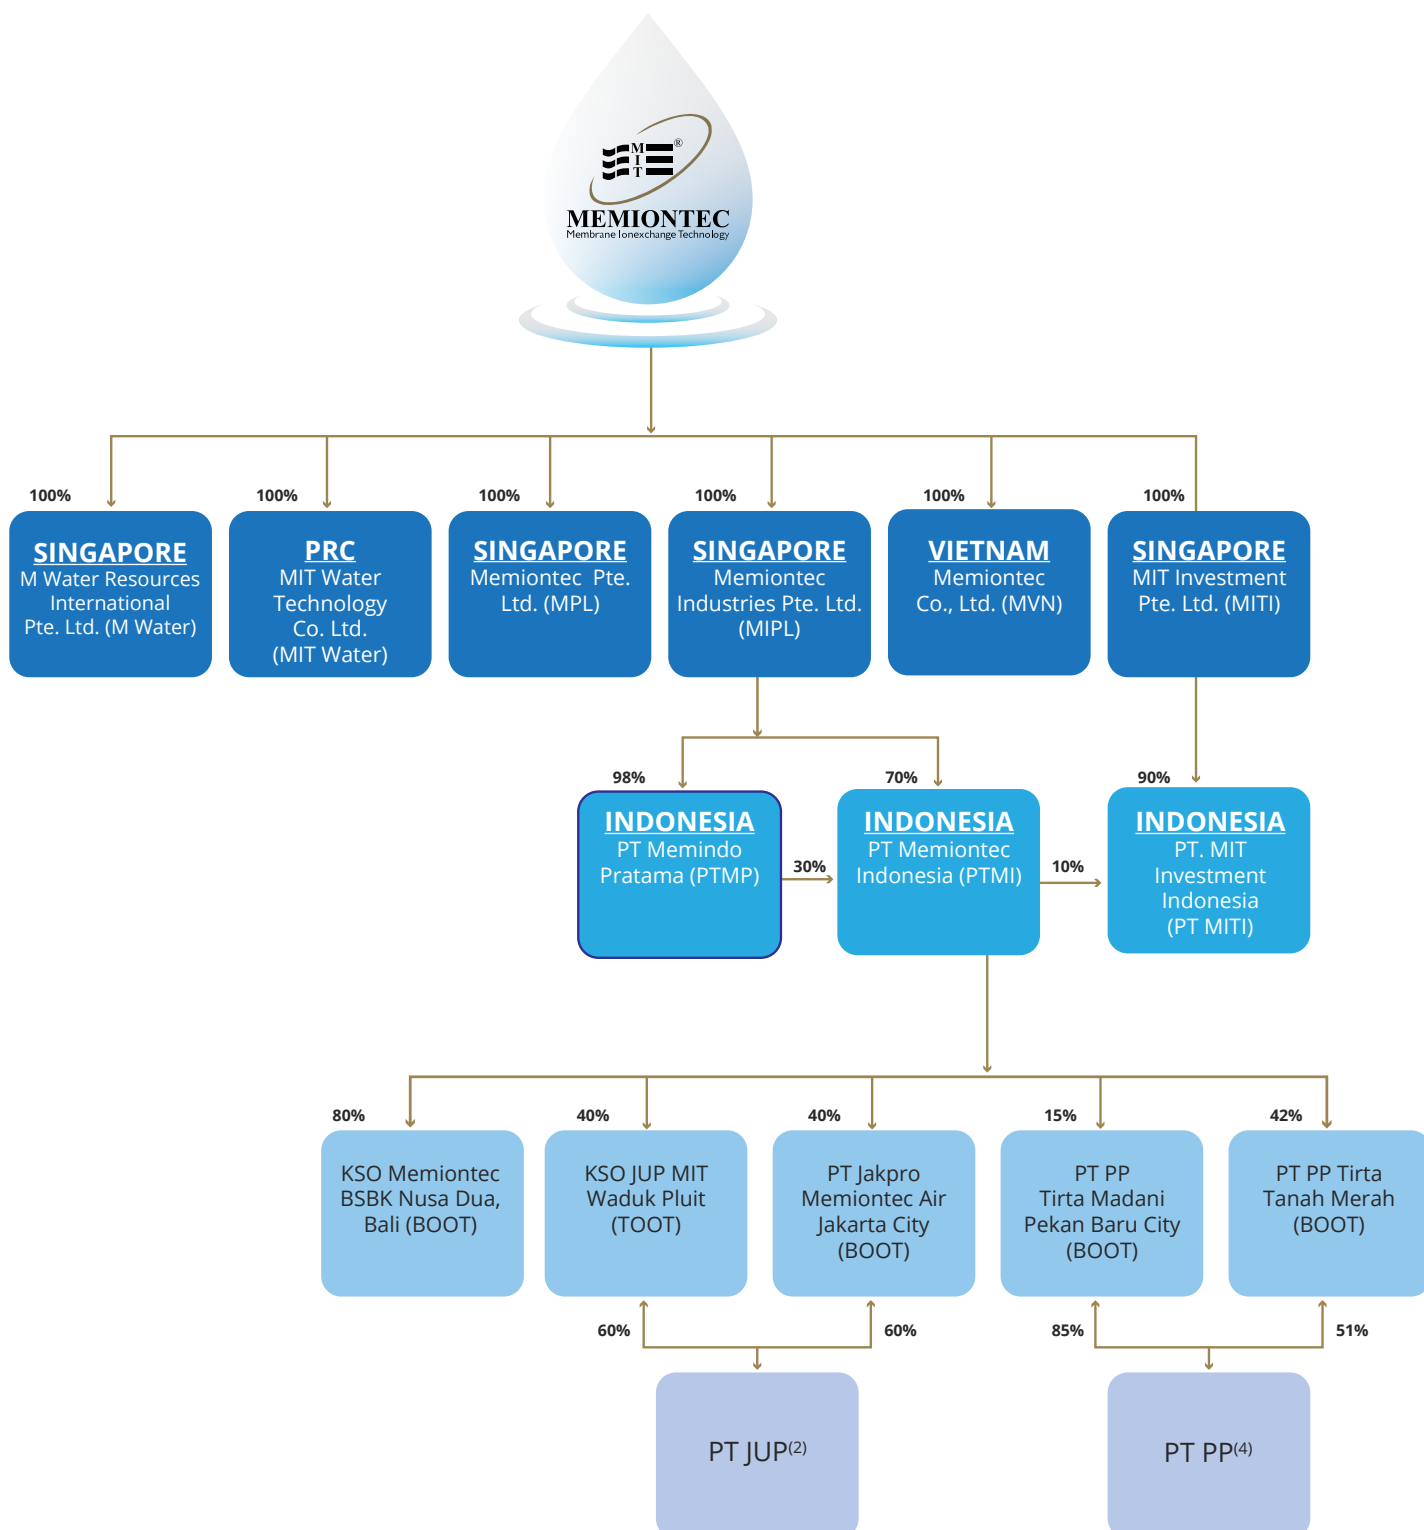 M
I
T
®
MEMIONTEC
Membrane Ionexchange Technology
100%
100%
100%
100%
100%
100%
SINGAPORE
M Water Resources
International
Pte. Ltd. (M Water)
PRC
MIT Water
Technology
Co. Ltd.
(MIT Water)
SINGAPORE
Memiontec Pte.
Ltd. (MPL)
SINGAPORE
Memiontec
Industries Pte. Ltd.
(MIPL)
VIETNAM
Memiontec
Co., Ltd. (MVN)
SINGAPORE
MIT Investment
Pte. Ltd. (MITI)
98%
70%
90%
INDONESIA
PT Memindo
Pratama (PTMP)
30%
INDONESIA
PT Memiontec
Indonesia (PTMI)
10%
INDONESIA
PT. MIT
Investment
Indonesia
(PT MITI)
80%
40%
40%
15%
42%
KSO Memiontec
BSBK Nusa Dua,
Bali (BOOT)
KSO JUP MIT
Waduk Pluit
(TOOT)
PT Jakpro
Memiontec Air
Jakarta City
(BOOT)
PT PP
Tirta Madani
Pekan Baru City
(BOOT)
PT PP Tirta
Tanah Merah
(BOOT)
60%
60%
85%
51%
PT JUP(2)
PT PP(4)